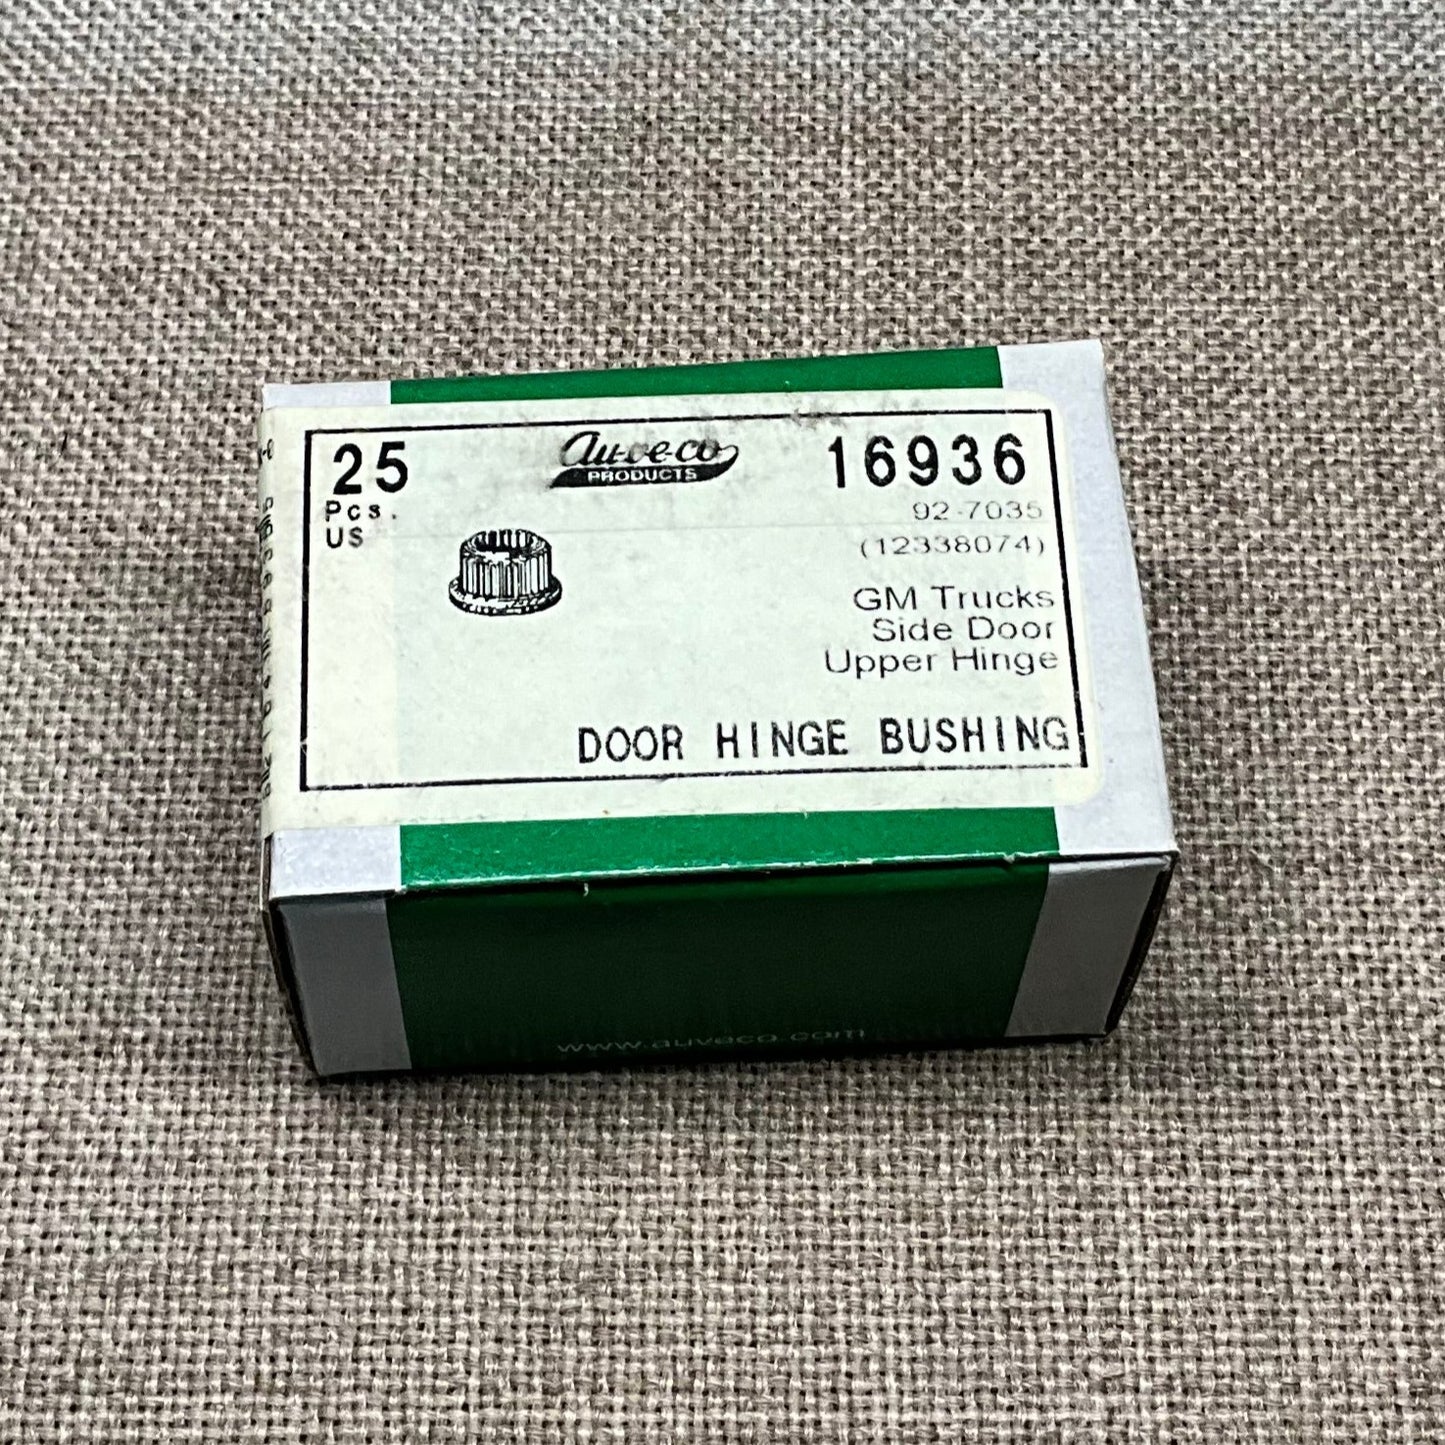 25
Pcs.
US
au-ve-co
PRODUCTS
16936
92-7035
(12338074)
GM Trucks
Side Door
Upper Hinge
DOOR HINGE BUSHING
www.auveco.com